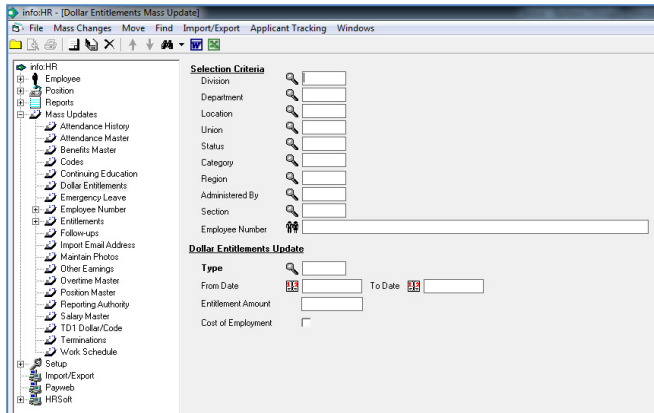 info:HR - [Dollar Entitlements Mass Update]
File Mass Changes Move Find Import/Export Applicant Tracking Windows
info:HR
Employee
Position
Reports
Mass Updates
Attendance History
Attendance Master
Benefits Master
Codes
Continuing Education
Dollar Entitlements
Emergency Leave
Employee Number
Entitlements
Follow-ups
Import Email Address
Maintain Photos
Other Earnings
Overtime Master
Position Master
Reporting Authority
Salary Master
TD1 Dollar/Code
Terminations
Work Schedule
Setup
Import/Export
Payweb
HRSoft
Selection Criteria
Division
Department
Location
Union
Status
Category
Region
Administered By
Section
Employee Number
Dollar Entitlements Update
Type
From Date To Date
Entitlement Amount
Cost of Employment